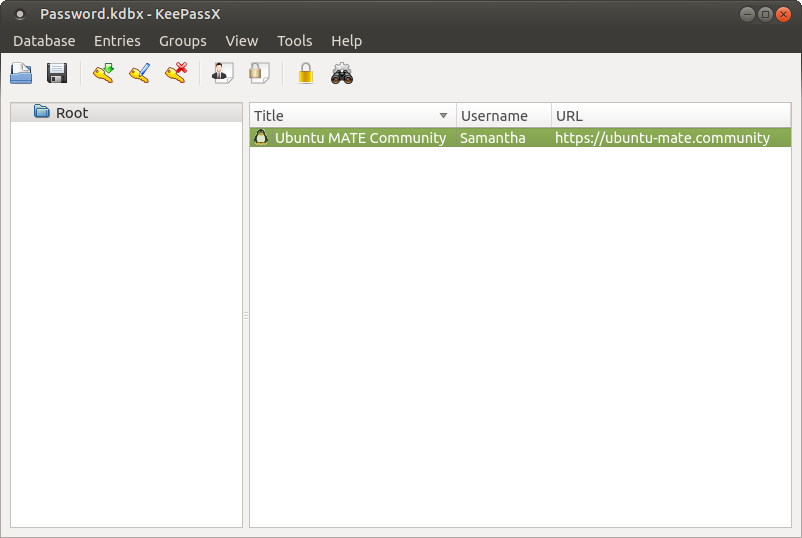 Password.kdbx - KeePassX
Database Entries Groups View Tools Help
Root
Title Username URL
Ubuntu MATE Community Samantha https://ubuntu-mate.community